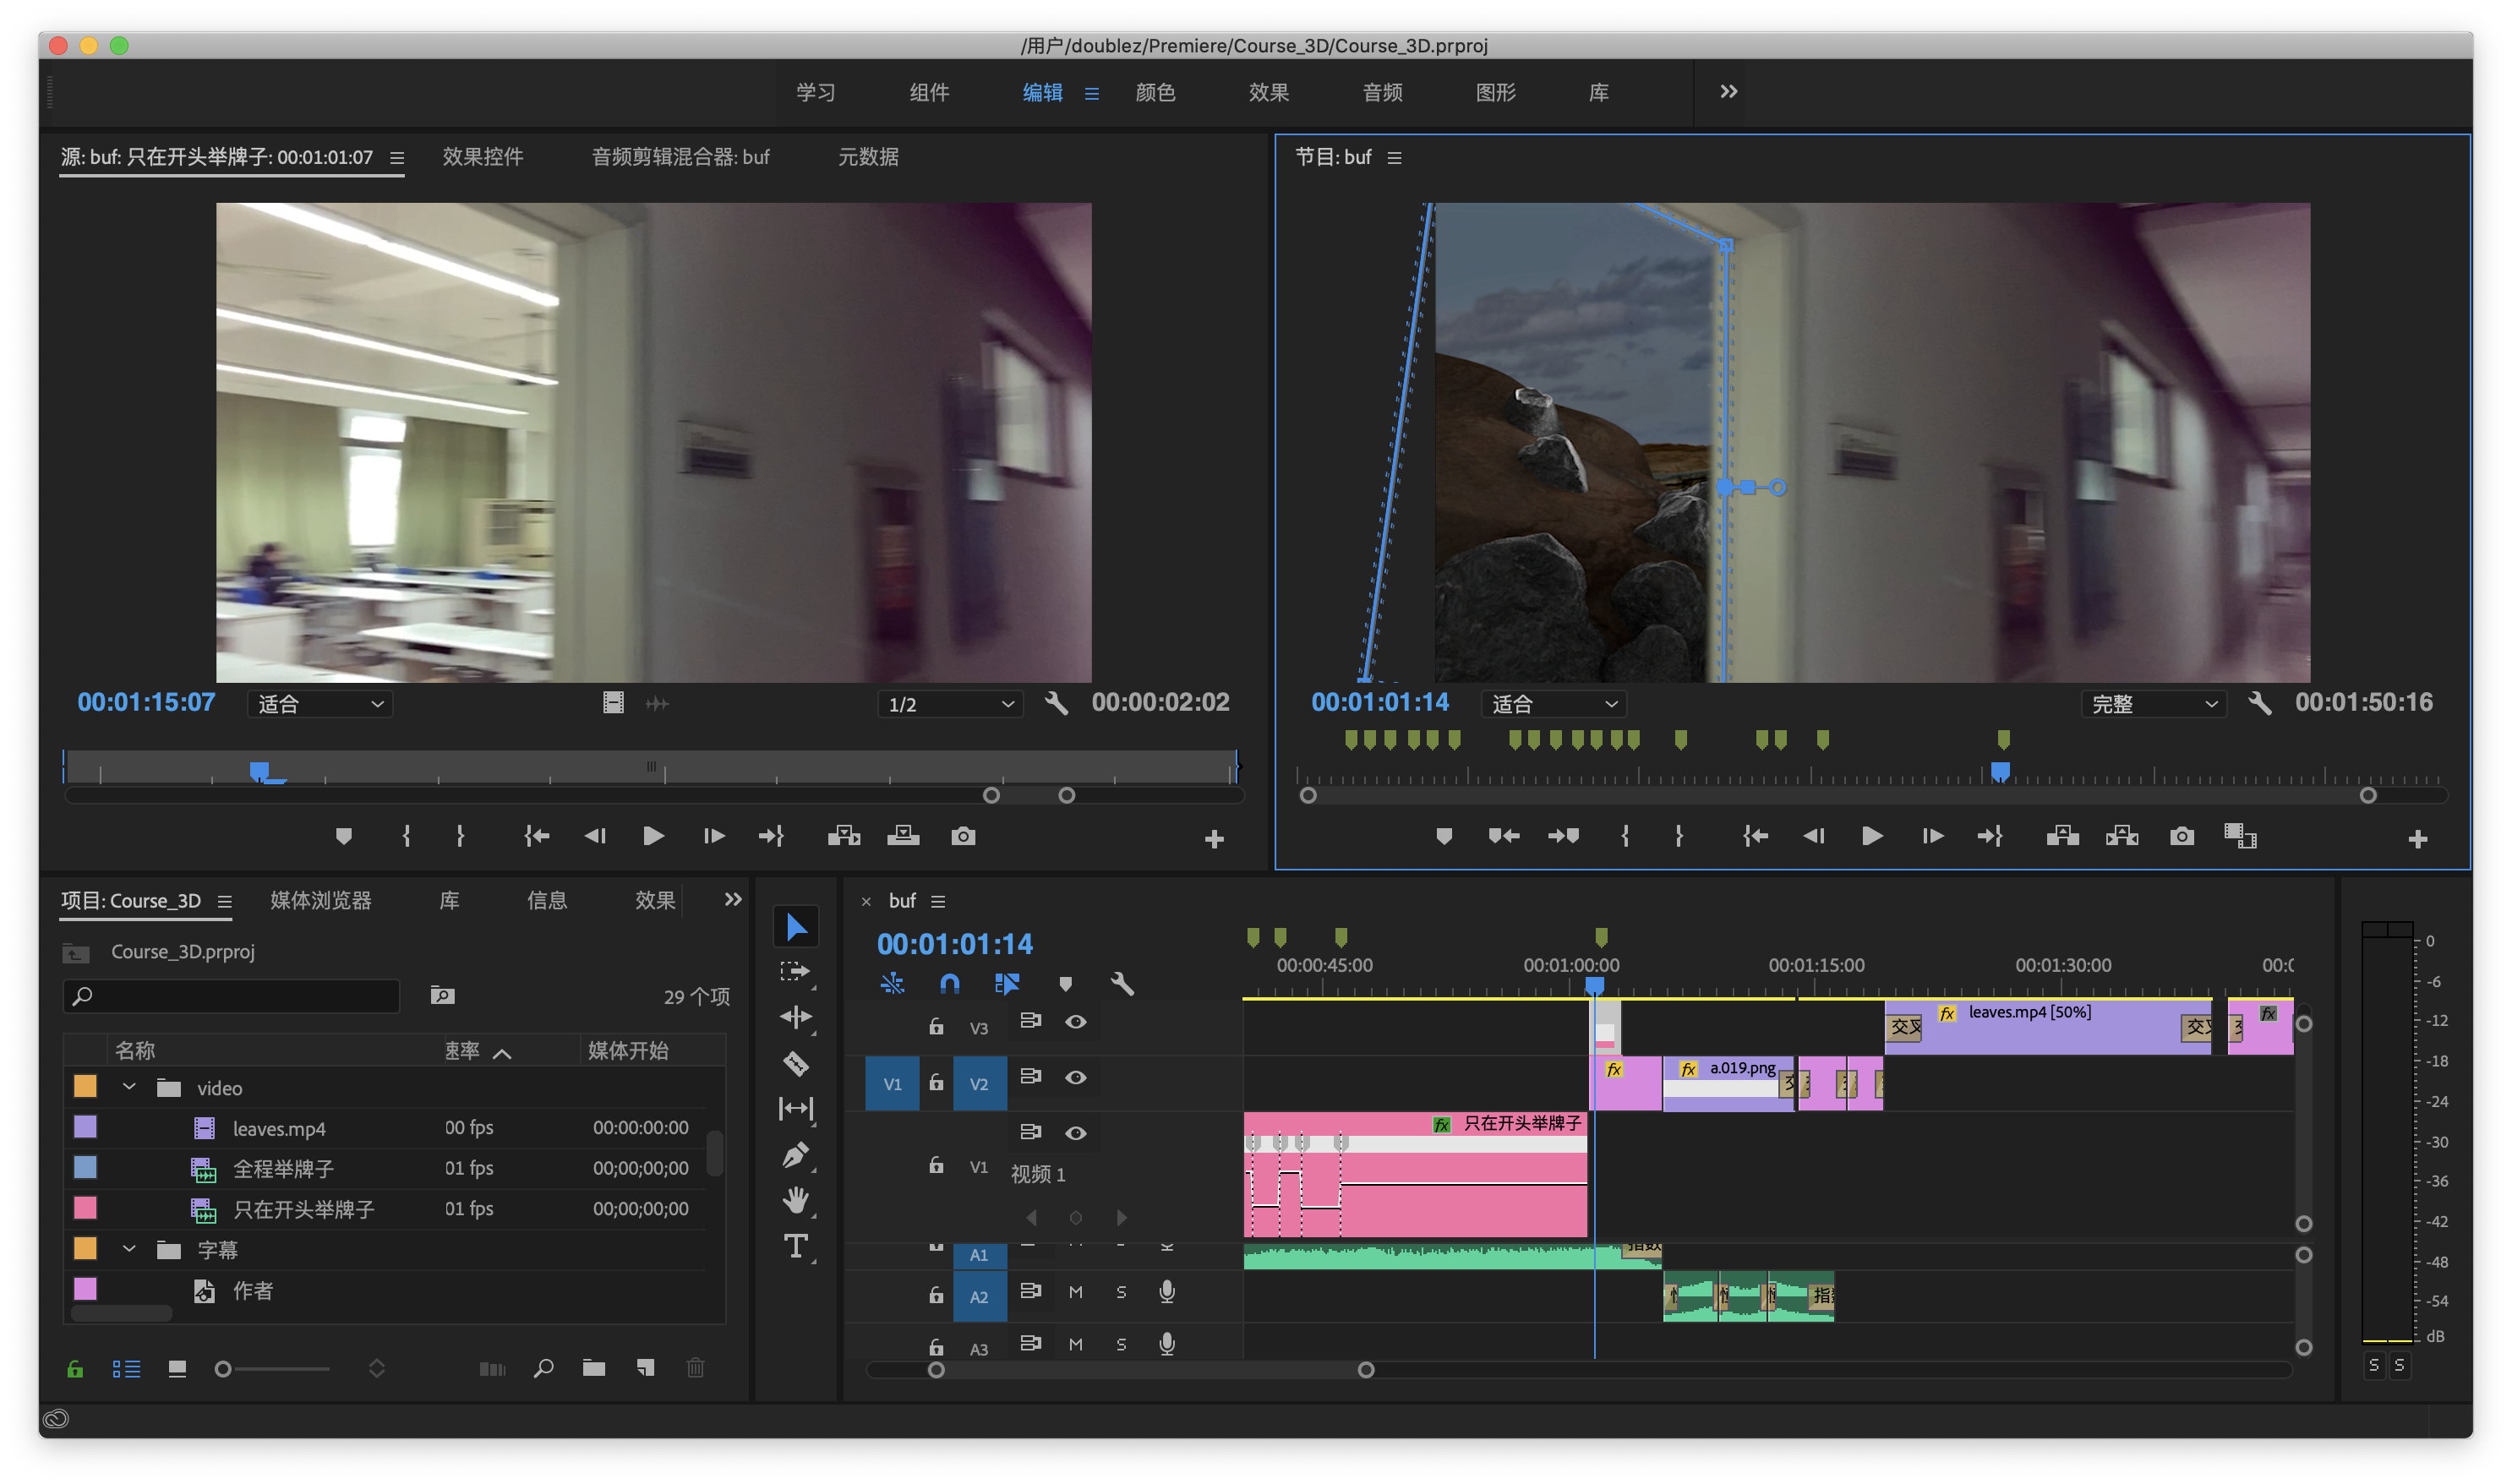 /用户/doublez/Premiere/Course_3D/Course_3D.prproj
学习 组件 编辑 颜色 效果 音频 图形 库
源: buf: 只在开头举牌子: 00:01:01:07 效果控件 音频剪辑混合器: buf 元数据
节目: buf
00:01:15:07 适合 1/2 00:00:02:02
00:01:01:14 适合 完整 00:01:50:16
项目: Course_3D 媒体浏览器 库 信息 效果
Course_3D.prproj
29 个项
名称 速率 媒体开始
video
leaves.mp4 00 fps 00:00:00:00
全程举牌子 01 fps 00;00;00;00
只在开头举牌子 01 fps 00;00;00;00
字幕
作者
buf
00:01:01:14
00:00:45:00 00:01:00:00 00:01:15:00 00:01:30:00 00:0
V3 交叉 fx leaves.mp4 [50%] 交叉 fx
V1 V2 fx fx a.019.png
fx 只在开头举牌子
V1 视频 1
A1 指数
A2 M S 指数
A3 M S
0
-6
-12
-18
-24
-30
-36
-42
-48
-54
dB
S S